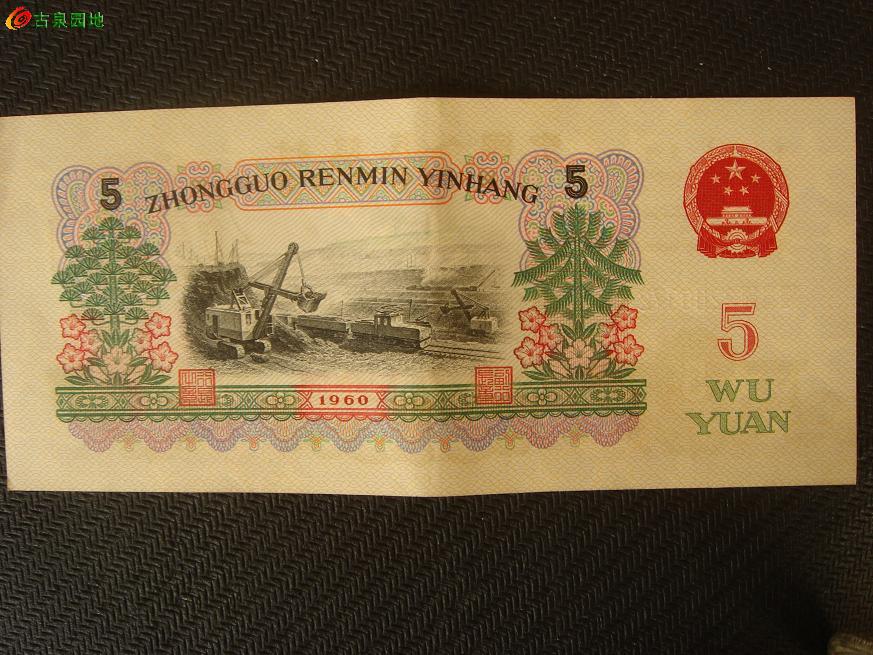 古泉园地
5 ZHONGGUO RENMIN YINHANG 5
1960
5
WU
YUAN